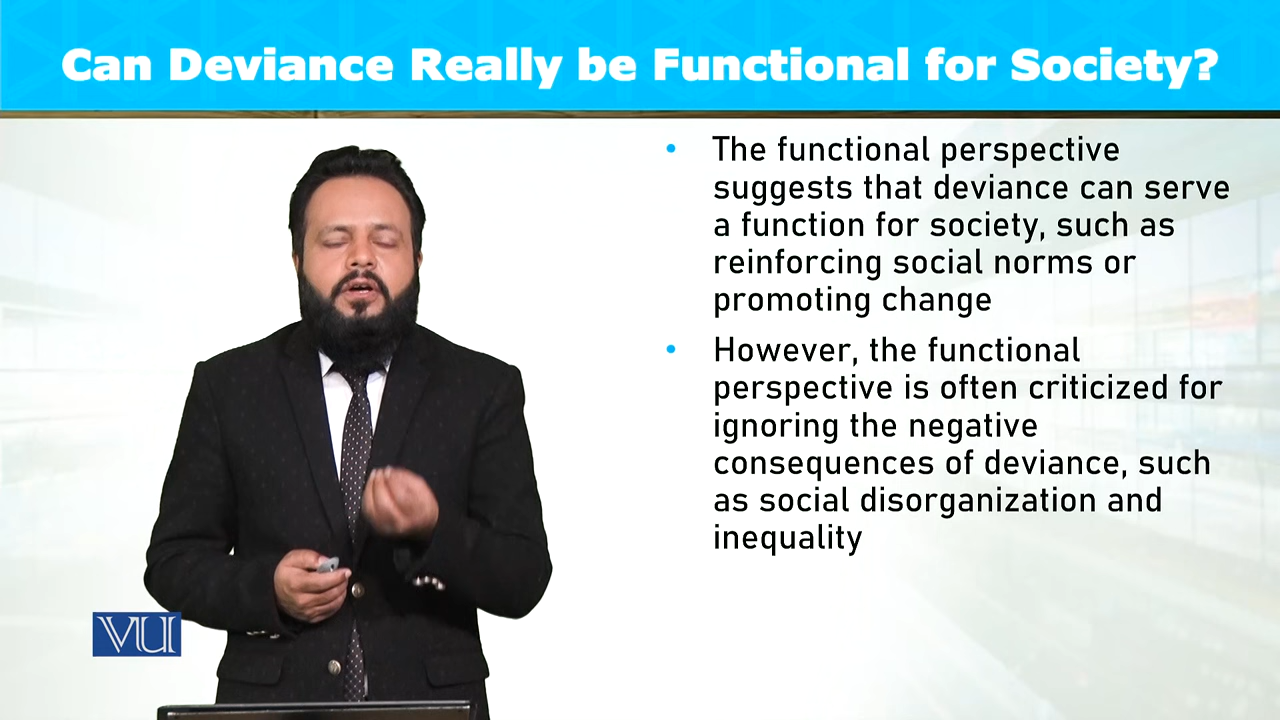 Can Deviance Really be Functional for Society?
• The functional perspective
suggests that deviance can serve
a function for society, such as
reinforcing social norms or
promoting change
• However, the functional
perspective is often criticized for
ignoring the negative
consequences of deviance, such
as social disorganization and
inequality
VU